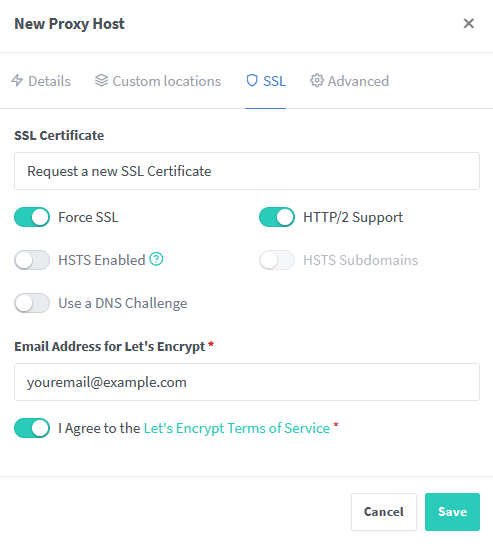 New Proxy Host
Details Custom locations SSL Advanced
SSL Certificate
Request a new SSL Certificate
Force SSL HTTP/2 Support
HSTS Enabled HSTS Subdomains
Use a DNS Challenge
Email Address for Let's Encrypt *
youremail@example.com
I Agree to the Let's Encrypt Terms of Service *
Cancel Save